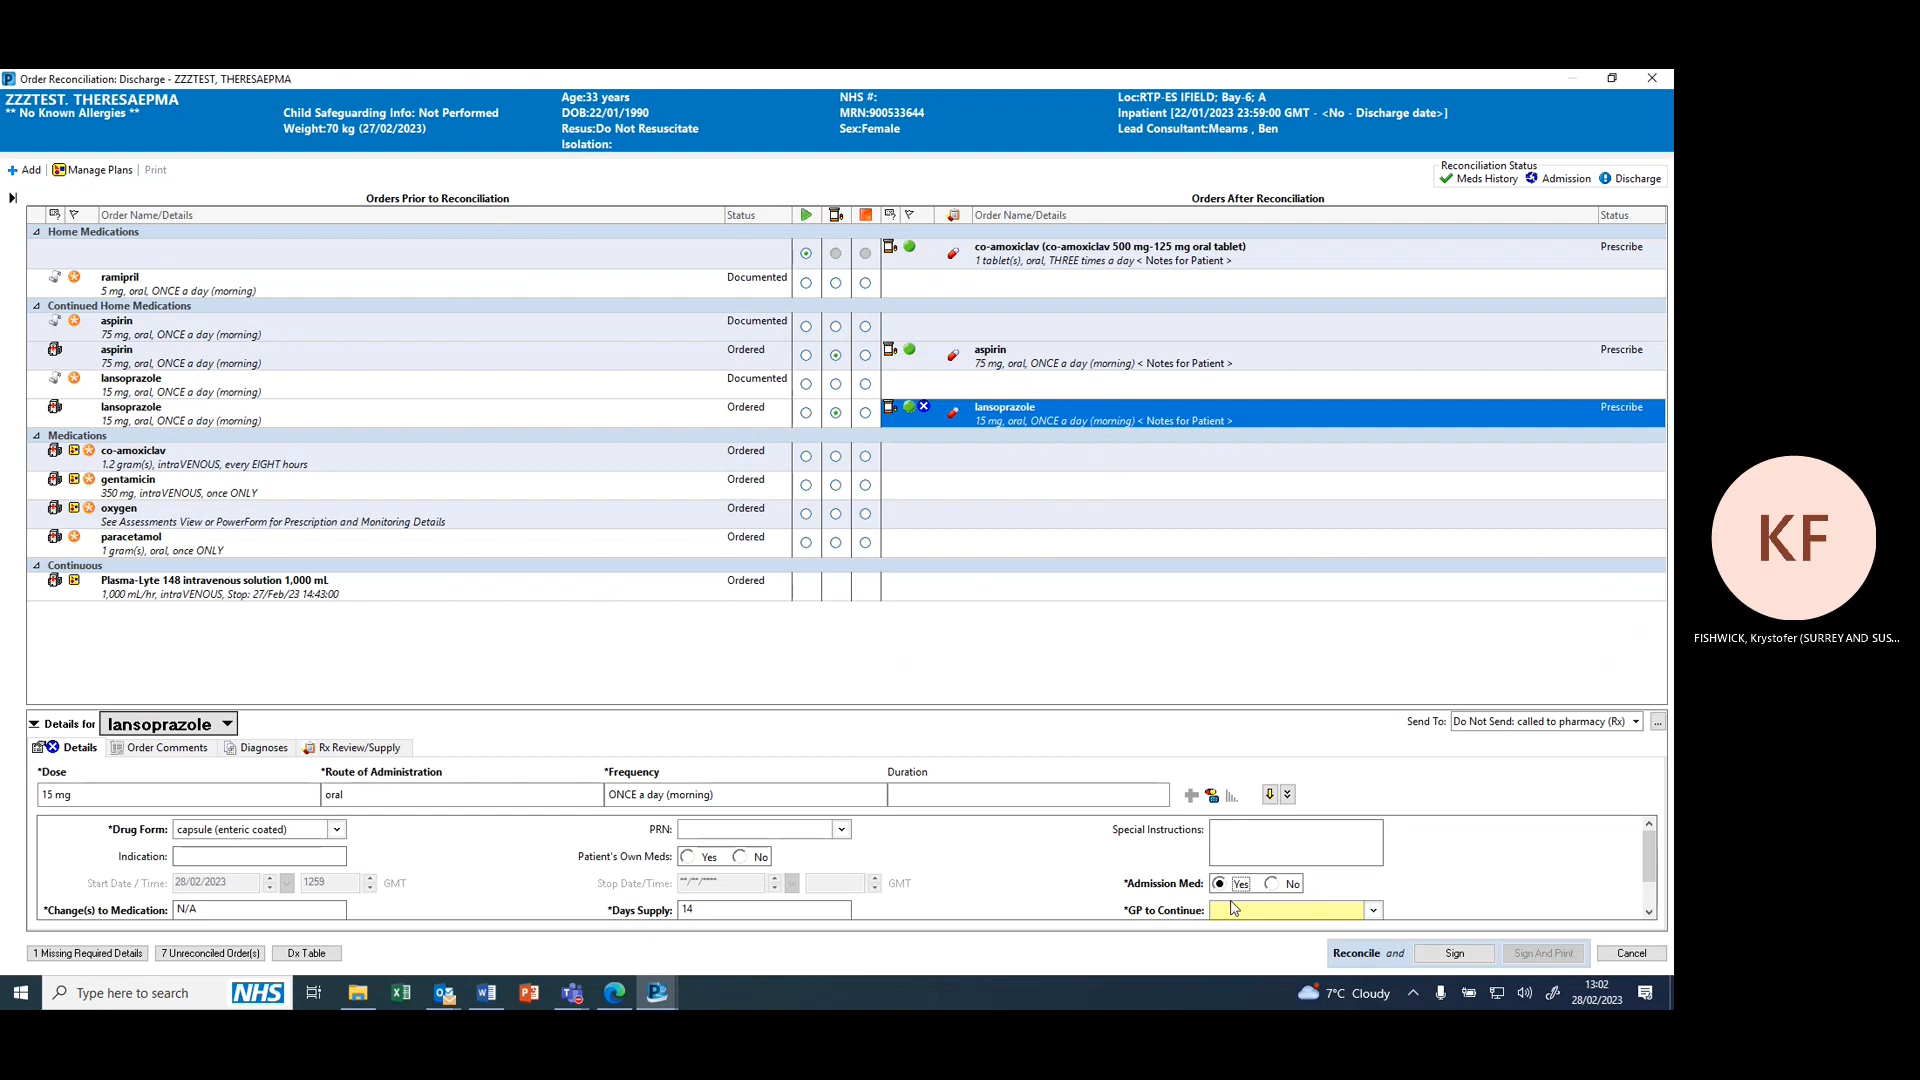 Order Reconciliation: Discharge - ZZZTEST, THERESAEPMA
ZZZTEST. THERESAEPMA
** No Known Allergies **
Child Safeguarding Info: Not Performed
Weight:70 kg (27/02/2023)
Age:33 years
DOB:22/01/1990
Resus:Do Not Resuscitate
Isolation:
NHS #:
MRN:900533644
Sex:Female
Loc:RTP-ES IFIELD; Bay-6; A
Inpatient [22/01/2023 23:59:00 GMT - <No - Discharge date>]
Lead Consultant:Mearns , Ben
Add Manage Plans Print
Reconciliation Status
Meds History Admission Discharge
Orders Prior to Reconciliation Orders After Reconciliation
Order Name/Details Status Order Name/Details Status
Home Medications
co-amoxiclav (co-amoxiclav 500 mg-125 mg oral tablet) Prescribe
1 tablet(s), oral, THREE times a day < Notes for Patient >
ramipril Documented
5 mg, oral, ONCE a day (morning)
Continued Home Medications
aspirin Documented
75 mg, oral, ONCE a day (morning)
aspirin Ordered aspirin Prescribe
75 mg, oral, ONCE a day (morning) 75 mg, oral, ONCE a day (morning) < Notes for Patient >
lansoprazole Documented
15 mg, oral, ONCE a day (morning)
lansoprazole Ordered lansoprazole Prescribe
15 mg, oral, ONCE a day (morning) 15 mg, oral, ONCE a day (morning) < Notes for Patient >
Medications
co-amoxiclav Ordered
1.2 gram(s), intraVENOUS, every EIGHT hours
gentamicin Ordered
350 mg, intraVENOUS, once ONLY
oxygen Ordered
See Assessments View or PowerForm for Prescription and Monitoring Details
paracetamol Ordered
1 gram(s), oral, once ONLY
Continuous
Plasma-Lyte 148 intravenous solution 1,000 mL Ordered
1,000 mL/hr, intraVENOUS, Stop: 27/Feb/23 14:43:00
KF
FISHWICK, Krystofer (SURREY AND SUS...
Details for lansoprazole Send To: Do Not Send: called to pharmacy (Rx) ...
Details Order Comments Diagnoses Rx Review/Supply
*Dose *Route of Administration *Frequency Duration
15 mg oral ONCE a day (morning)
*Drug Form: capsule (enteric coated) PRN: Special Instructions:
Indication: Patient's Own Meds: Yes No
Start Date / Time: 28/02/2023 1259 GMT Stop Date/Time: **/**/**** GMT *Admission Med: Yes No
*Change(s) to Medication: N/A *Days Supply: 14 *GP to Continue:
1 Missing Required Details 7 Unreconciled Order(s) Dx Table Reconcile and Sign Sign And Print Cancel
Type here to search NHS 7°C Cloudy 13:02
28/02/2023